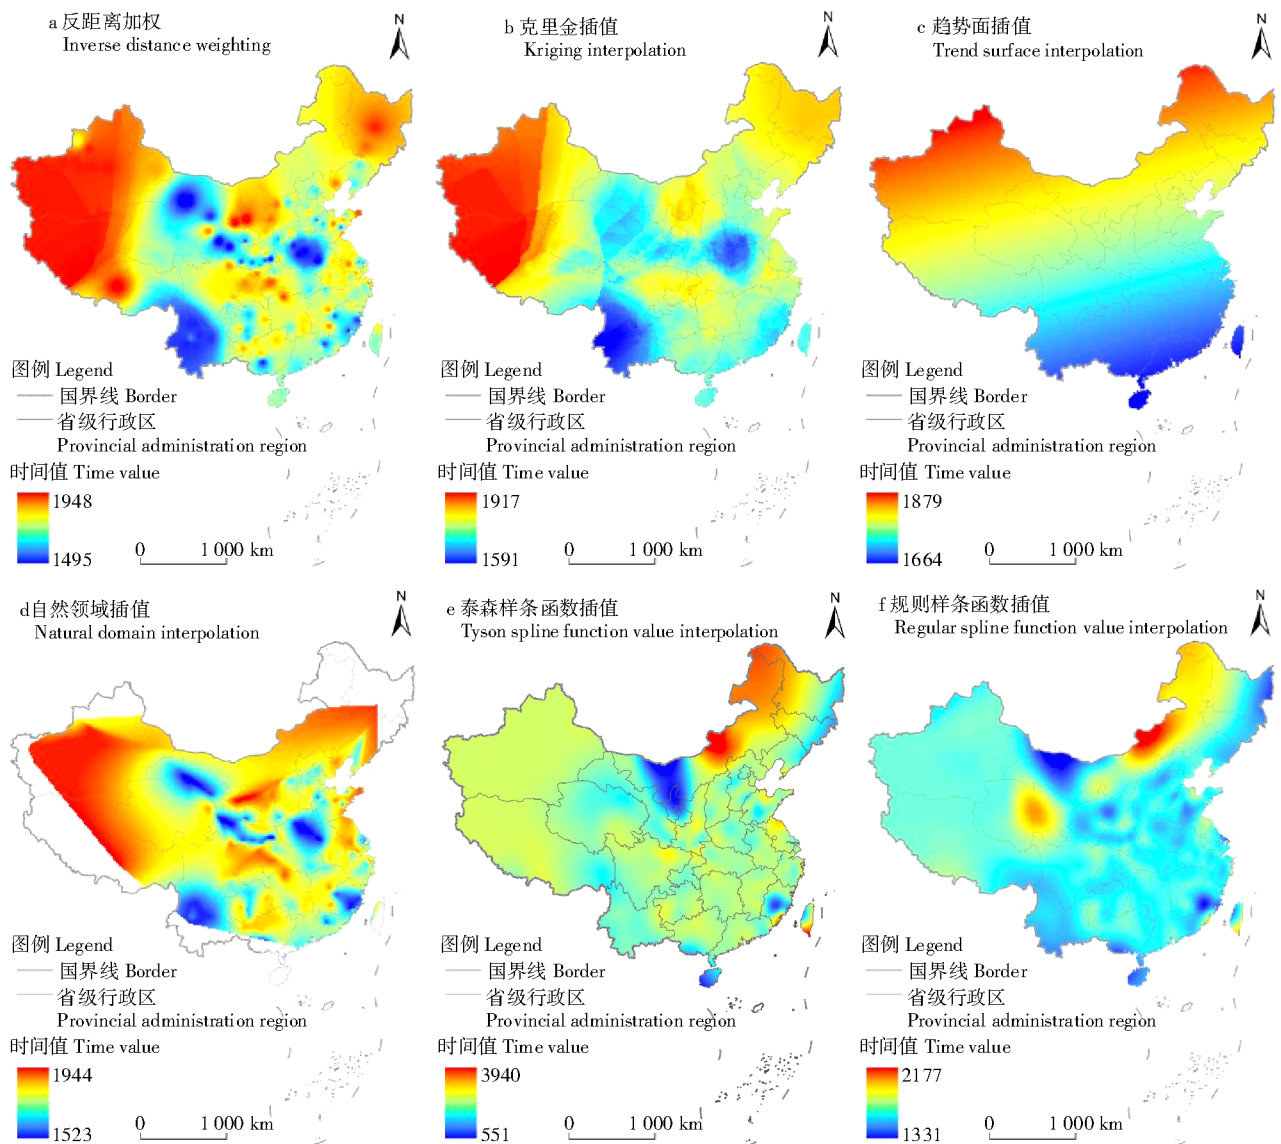 a 反距离加权
Inverse distance weighting
N
图例 Legend
国界线 Border
省级行政区
Provincial administration region
时间值 Time value
1948
1495
0 1 000 km
b 克里金插值
Kriging interpolation
N
图例 Legend
国界线 Border
省级行政区
Provincial administration region
时间值 Time value
1917
1591
0 1 000 km
c 趋势面插值
Trend surface interpolation
N
图例 Legend
国界线 Border
省级行政区
Provincial administration region
时间值 Time value
1879
1664
0 1 000 km
d自然领域插值
Natural domain interpolation
N
图例 Legend
国界线 Border
省级行政区
Provincial administration region
时间值 Time value
1944
1523
0 1 000 km
e 泰森样条函数插值
Tyson spline function value interpolation
N
图例 Legend
国界线 Border
省级行政区
Provincial administration region
时间值 Time value
3940
551
0 1 000 km
f 规则样条函数插值
Regular spline function value interpolation
N
图例 Legend
国界线 Border
省级行政区
Provincial administration region
时间值 Time value
2177
1331
0 1 000 km